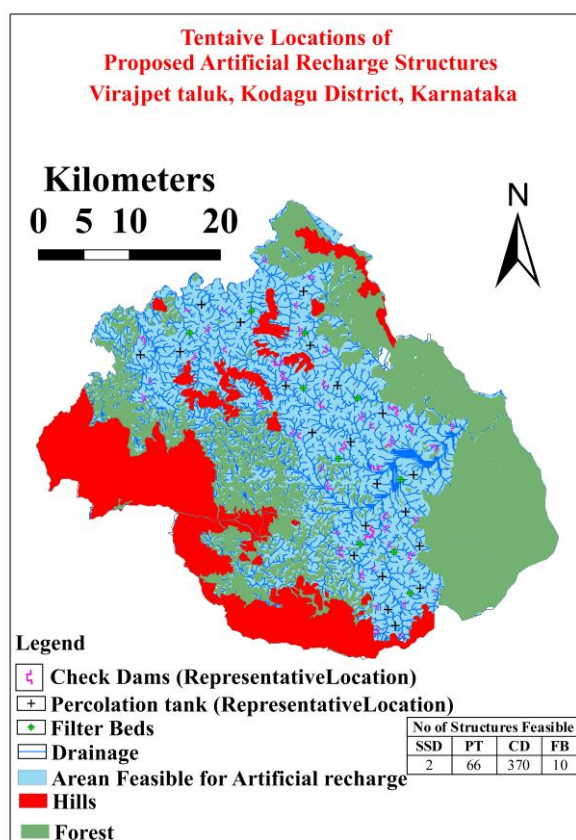 Tentaive Locations of
Proposed Artificial Recharge Structures
Virajpet taluk, Kodagu District, Karnataka
Kilometers
0 5 10 20
N
Legend
Check Dams (RepresentativeLocation)
Percolation tank (RepresentativeLocation)
Filter Beds
Drainage
Arean Feasible for Artificial recharge
Hills
Forest
No of Structures Feasible
SSD PT CD FB
2 66 370 10